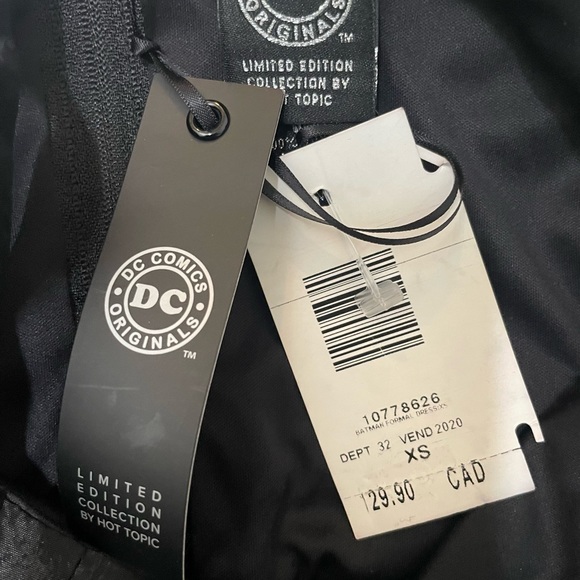 ORIGINALS
TM
LIMITED EDITION
COLLECTION BY
HOT TOPIC
DC COMICS
DC
ORIGINALS
TM
LIMITED
EDITION
COLLECTION
BY HOT TOPIC
10778626
BATMAN FORMAL DRESS
DEPT 32 VEND 2020
XS
129.90 CAD